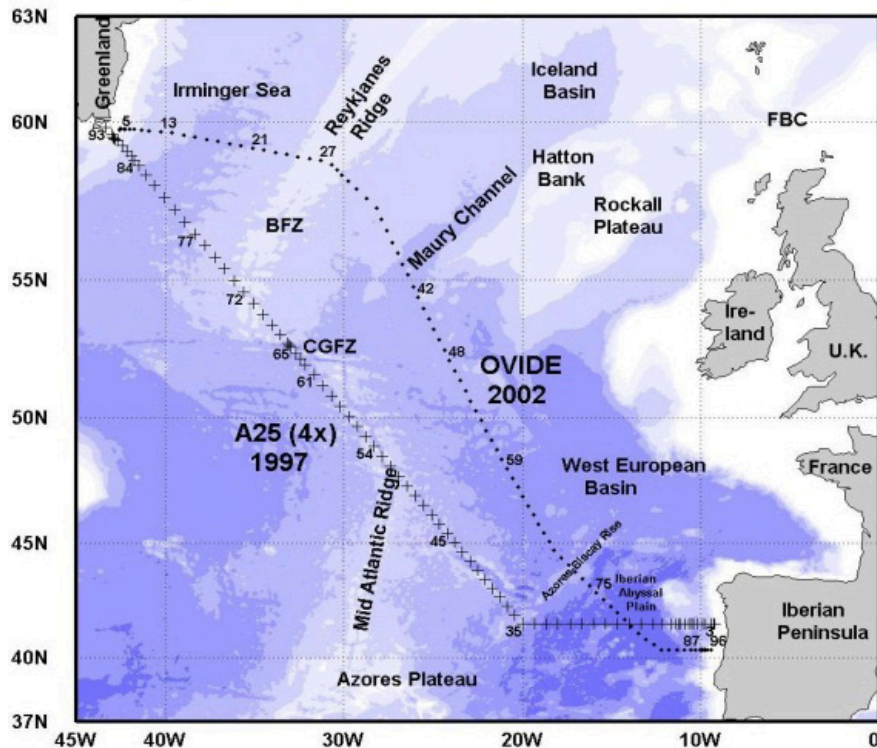 63N
Greenland
Irminger Sea
Reykjanes
Ridge
Iceland
Basin
60N
93
5
13
21
27
FBC
84
Hatton
Bank
Rockall
Plateau
BFZ
Maury Channel
77
55N
72
42
Ire-
land
U.K.
CGFZ
65
48
61
OVIDE
2002
50N
A25 (4x)
1997
54
59
West European
Basin
France
Mid Atlantic Ridge
45N
45
Azores-Biscay Rise
75
Iberian
Abyssal
Plain
35
3
Iberian
Peninsula
87
96
40N
Azores Plateau
37N
45W
40W
30W
20W
10W
0